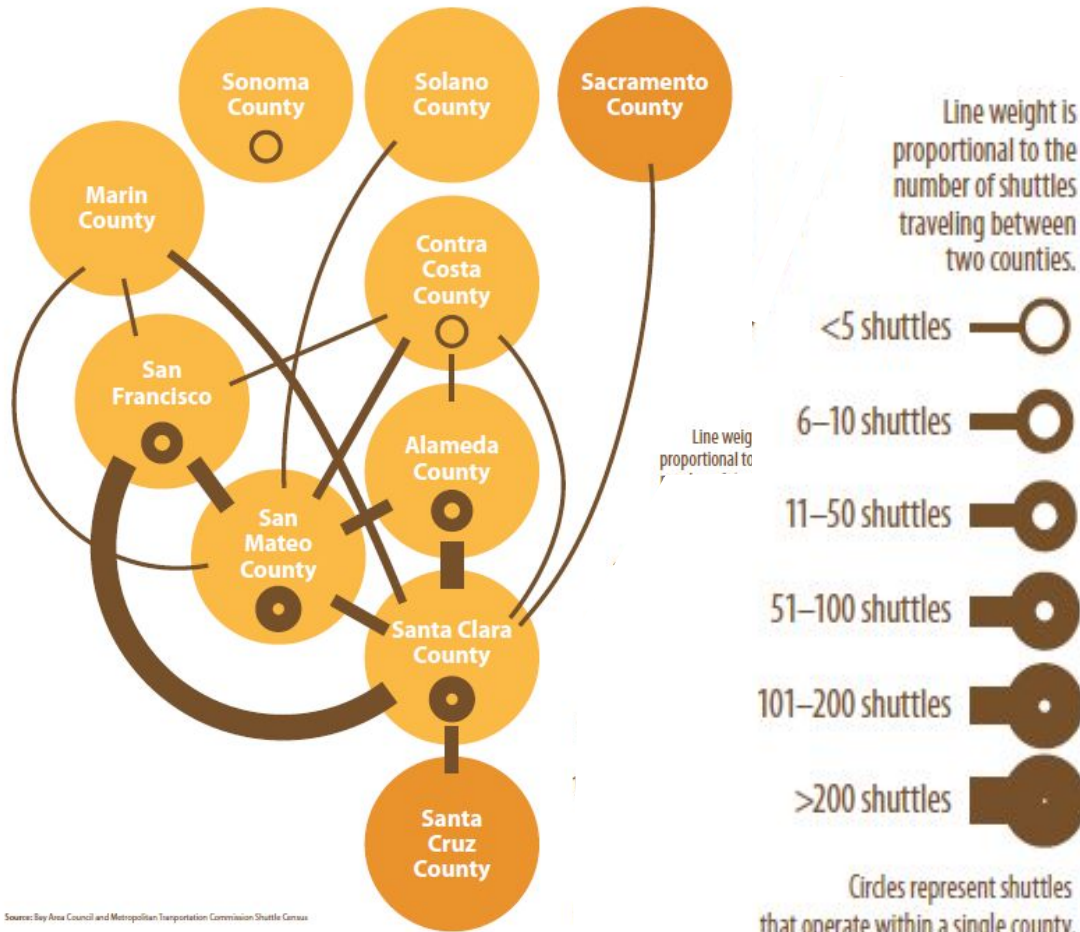 Sonoma
County
Solano
County
Sacramento
County
Marin
County
Contra
Costa
County
San
Francisco
Alameda
County
San
Mateo
County
Santa Clara
County
Santa
Cruz
County
Line weig
proportional to
Line weight is
proportional to the
number of shuttles
traveling between
two counties.
<5 shuttles
6–10 shuttles
11–50 shuttles
51–100 shuttles
101–200 shuttles
>200 shuttles
Circles represent shuttles
that operate within a single county.
Source: Bay Area Council and Metropolitan Tranportation Commission Shuttle Census